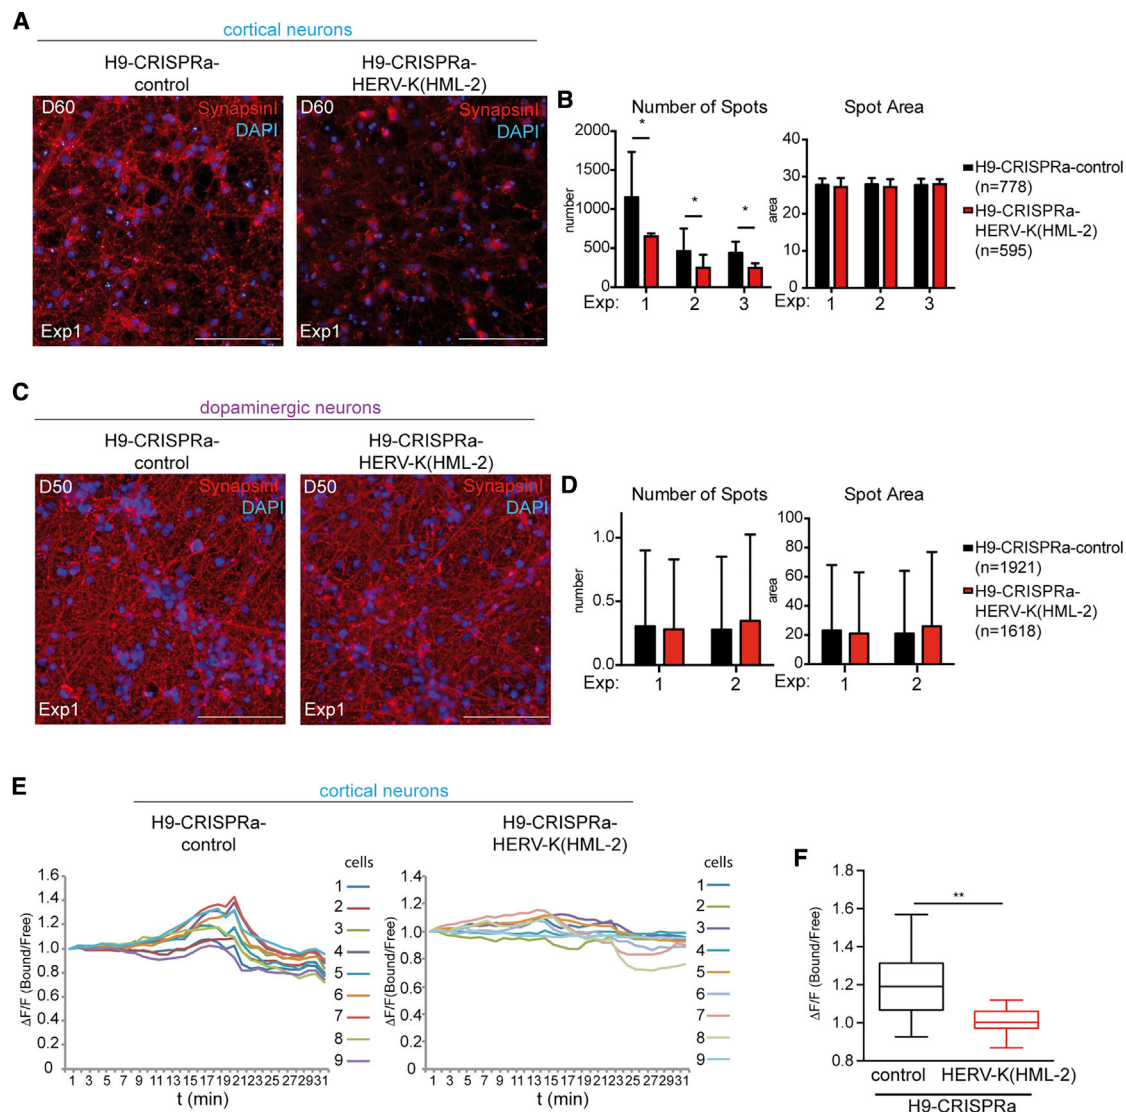 A
cortical neurons
H9-CRISPRa-
control
H9-CRISPRa-
HERV-K(HML-2)
D60
SynapsinI
DAPI
Exp1
D60
SynapsinI
DAPI
Exp1
B
Number of Spots
number
2000
1500
1000
500
0
* * *
Exp: 1 2 3
Spot Area
area
40
30
20
10
0
Exp: 1 2 3
H9-CRISPRa-control
(n=778)
H9-CRISPRa-
HERV-K(HML-2)
(n=595)
C
dopaminergic neurons
H9-CRISPRa-
control
H9-CRISPRa-
HERV-K(HML-2)
D50
SynapsinI
DAPI
Exp1
D50
SynapsinI
DAPI
Exp1
D
Number of Spots
number
1.0
0.5
0.0
Exp: 1 2
Spot Area
area
100
80
60
40
20
0
Exp: 1 2
H9-CRISPRa-control
(n=1921)
H9-CRISPRa-
HERV-K(HML-2)
(n=1618)
E
cortical neurons
H9-CRISPRa-
control
ΔF/F (Bound/Free)
1.6
1.4
1.2
1.0
0.8
0.6
0.4
0.2
0
1 3 5 7 9 11 13 15 17 19 21 23 25 27 29 31
t (min)
cells
1
2
3
4
5
6
7
8
9
H9-CRISPRa-
HERV-K(HML-2)
ΔF/F(Bound/Free)
1.4
1.2
1.0
0.8
0.6
0.4
0.2
0
1 3 5 7 9 11 13 15 17 19 21 23 25 27 29 31
t (min)
cells
1
2
3
4
5
6
7
8
9
F
ΔF/F (Bound/Free)
1.8
1.6
1.4
1.2
1.0
0.8
**
control HERV-K(HML-2)
H9-CRISPRa